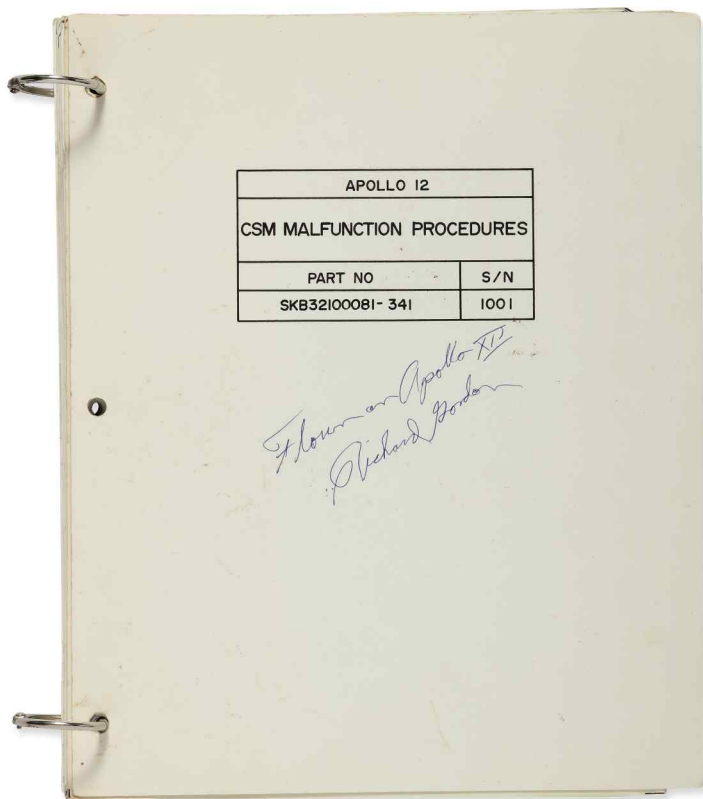 APOLLO 12
CSM MALFUNCTION PROCEDURES
PART NO S/N
SKB32100081-341 1001
Flown on Apollo XII
Richard Gordon